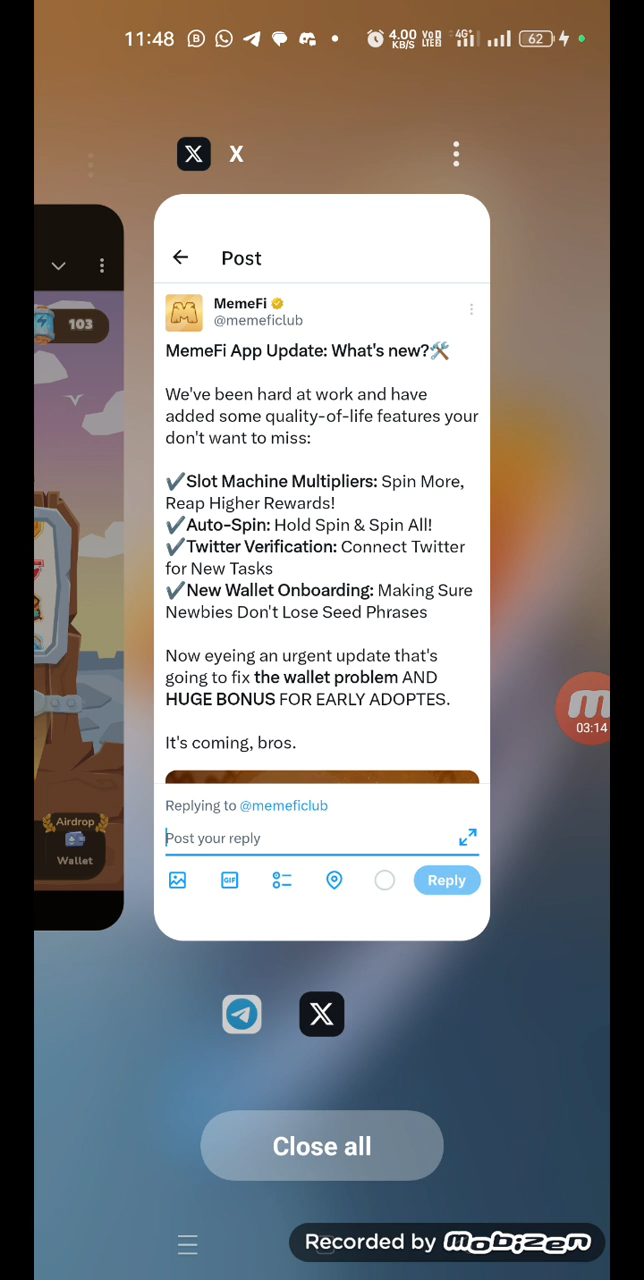 11:48
4.00
KB/S
VoD
LTE2
4G+
62
X
103
Post
MemeFi
@memeficlub
MemeFi App Update: What's new?🛠️
We've been hard at work and have
added some quality-of-life features your
don't want to miss:
✔️Slot Machine Multipliers: Spin More,
Reap Higher Rewards!
✔️Auto-Spin: Hold Spin & Spin All!
✔️Twitter Verification: Connect Twitter
for New Tasks
✔️New Wallet Onboarding: Making Sure
Newbies Don't Lose Seed Phrases
Now eyeing an urgent update that's
going to fix the wallet problem AND
HUGE BONUS FOR EARLY ADOPTES.
It's coming, bros.
03:14
Airdrop
Wallet
Replying to @memeficlub
Post your reply
GIF
Reply
Close all
Recorded by mobizen